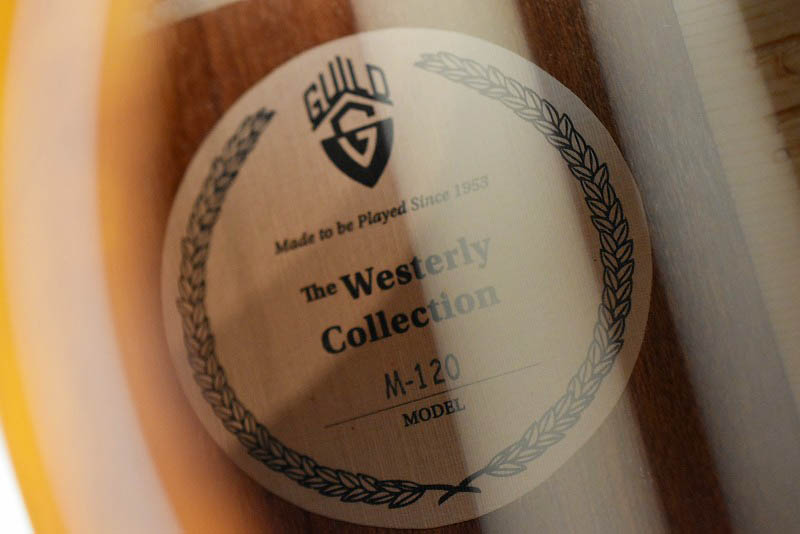 GUILD
G
Made to be Played Since 1953
The Westerly
Collection
M-120
MODEL